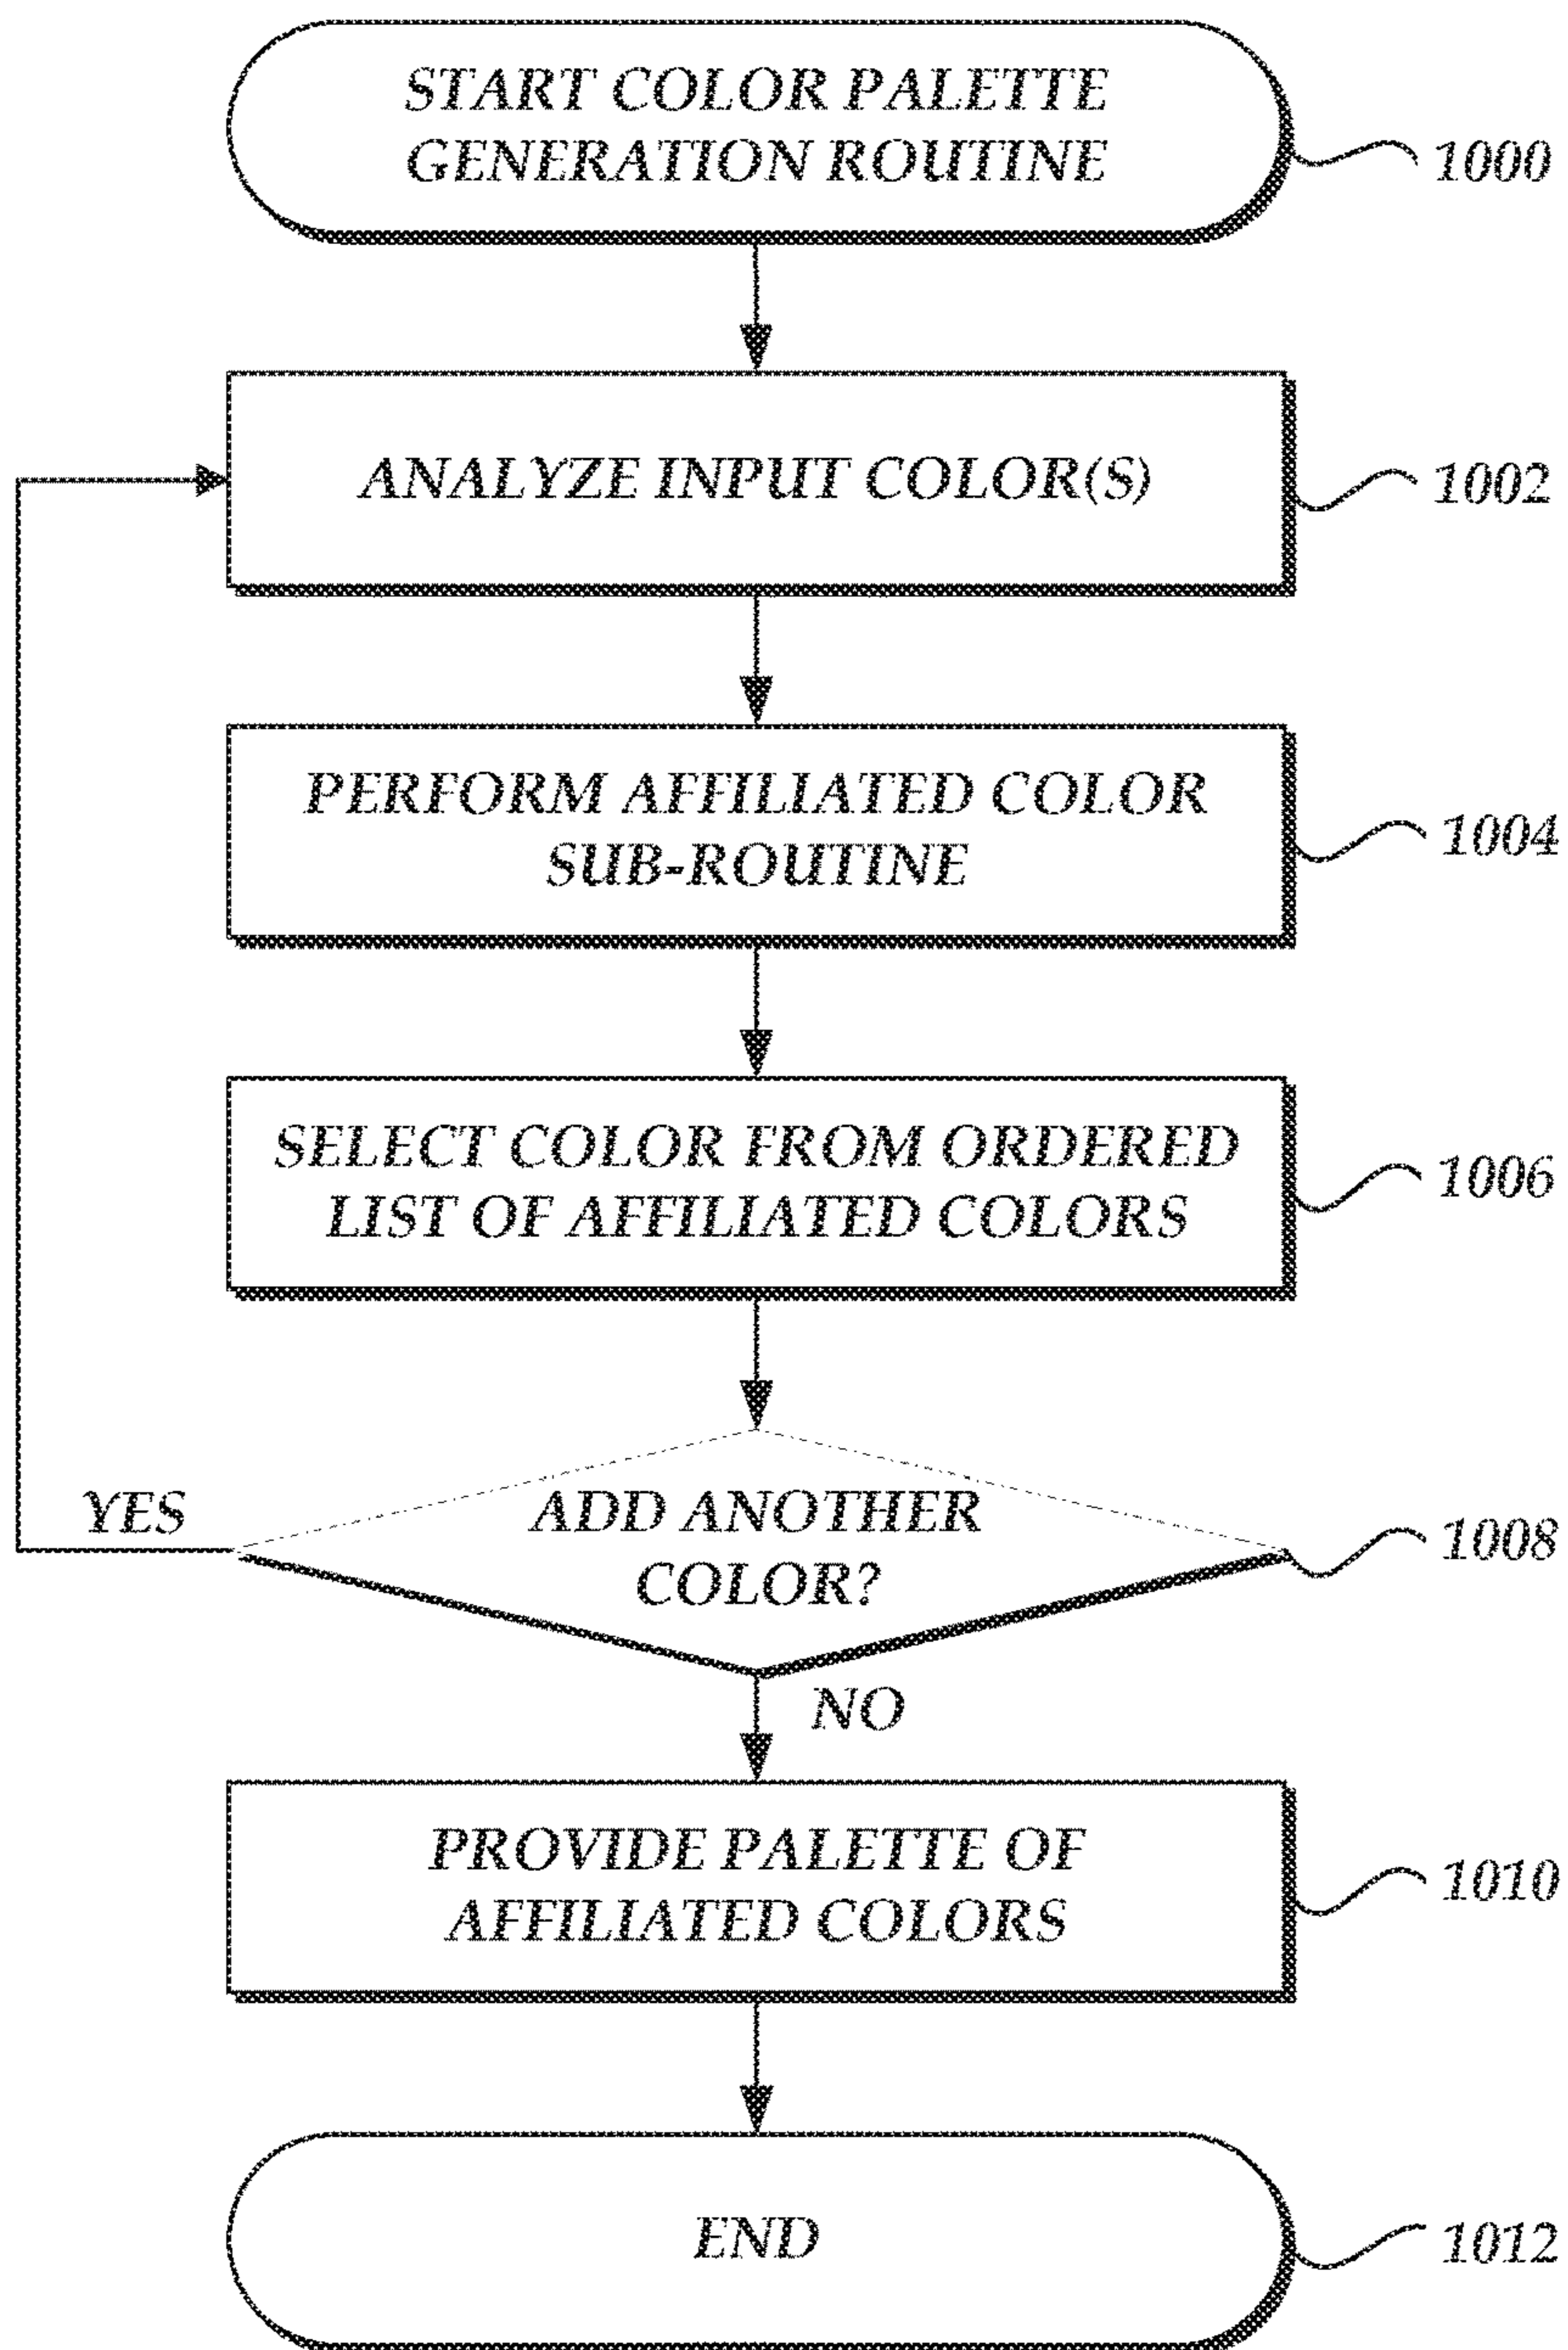 START COLOR PALETTE
GENERATION ROUTINE
1000
ANALYZE INPUT COLOR(S)
1002
PERFORM AFFILIATED COLOR
SUB-ROUTINE
1004
SELECT COLOR FROM ORDERED
LIST OF AFFILIATED COLORS
1006
YES
ADD ANOTHER
COLOR?
1008
NO
PROVIDE PALETTE OF
AFFILIATED COLORS
1010
END
1012